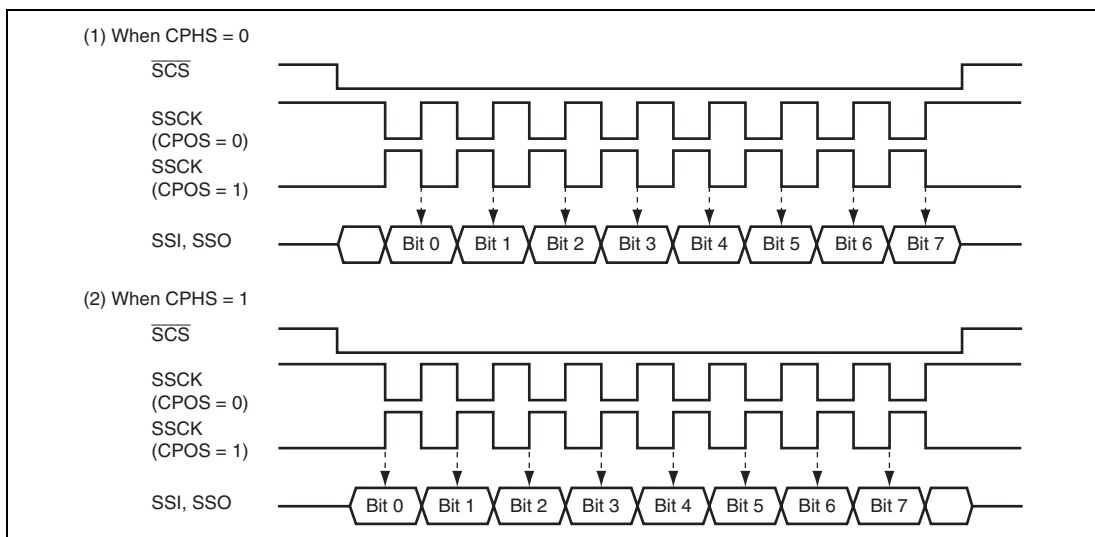 (1) When CPHS = 0
SCS
SSCK
(CPOS = 0)
SSCK
(CPOS = 1)
SSI, SSO
Bit 0 Bit 1 Bit 2 Bit 3 Bit 4 Bit 5 Bit 6 Bit 7
(2) When CPHS = 1
SCS
SSCK
(CPOS = 0)
SSCK
(CPOS = 1)
SSI, SSO
Bit 0 Bit 1 Bit 2 Bit 3 Bit 4 Bit 5 Bit 6 Bit 7